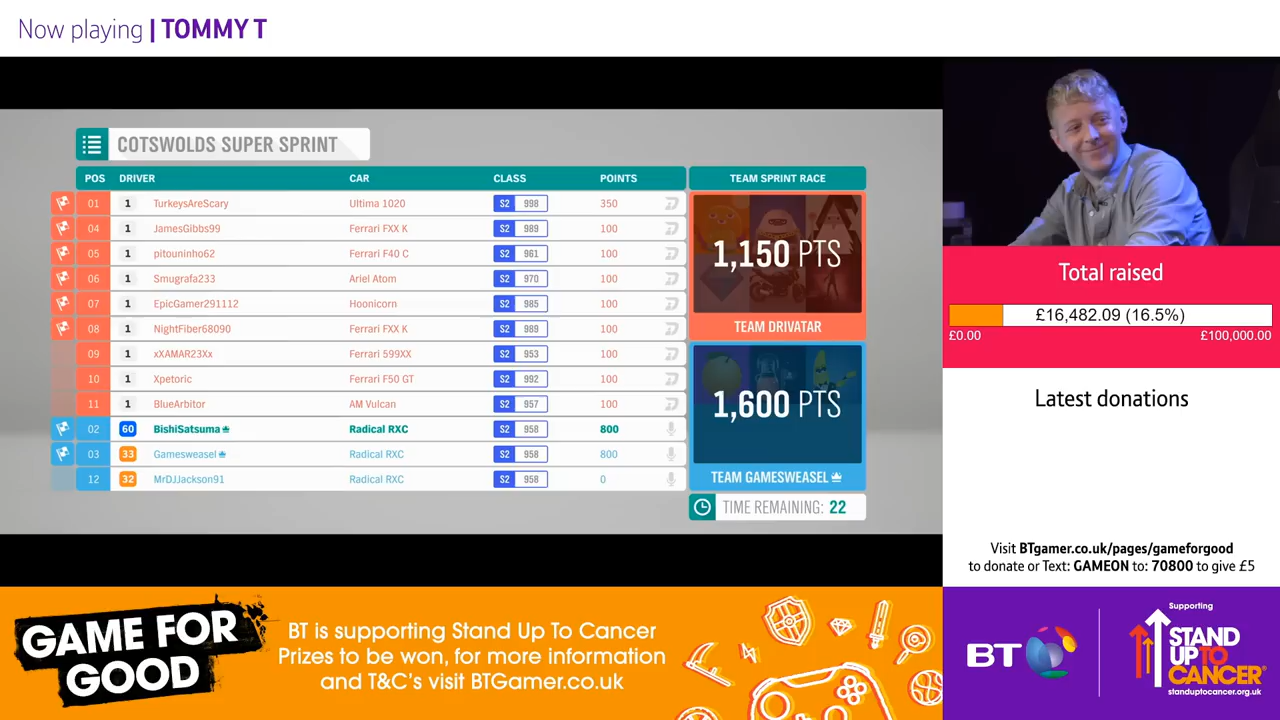 Now playing | TOMMY T
COTSWOLDS SUPER SPRINT
POS DRIVER CAR CLASS POINTS
01 1 TurkeysAreScary Ultima 1020 S2 998 350
04 1 JamesGibbs99 Ferrari FXX K S2 989 100
05 1 pitouninho62 Ferrari F40 C S2 961 100
06 1 Smugrafa233 Ariel Atom S2 970 100
07 1 EpicGamer291112 Hoonicorn S2 985 100
08 1 NightFiber68090 Ferrari FXX K S2 989 100
09 1 xXAMAR23Xx Ferrari 599XX S2 953 100
10 1 Xpetoric Ferrari F50 GT S2 992 100
11 1 BlueArbitor AM Vulcan S2 957 100
02 60 BishiSatsuma Radical RXC S2 958 800
03 33 Gamesweasel Radical RXC S2 958 800
12 32 MrDJJackson91 Radical RXC S2 958 0
TEAM SPRINT RACE
1,150 PTS
TEAM DRIVATAR
1,600 PTS
TEAM GAMESWEASEL
TIME REMAINING: 22
Total raised
£16,482.09 (16.5%)
£0.00 £100,000.00
Latest donations
Visit BTgamer.co.uk/pages/gameforgood
to donate or Text: GAMEON to: 70800 to give £5
GAME FOR
GOOD
BT is supporting Stand Up To Cancer
Prizes to be won, for more information
and T&C's visit BTGamer.co.uk
BT
Supporting
STAND
UP TO
CANCER
standuptocancer.org.uk